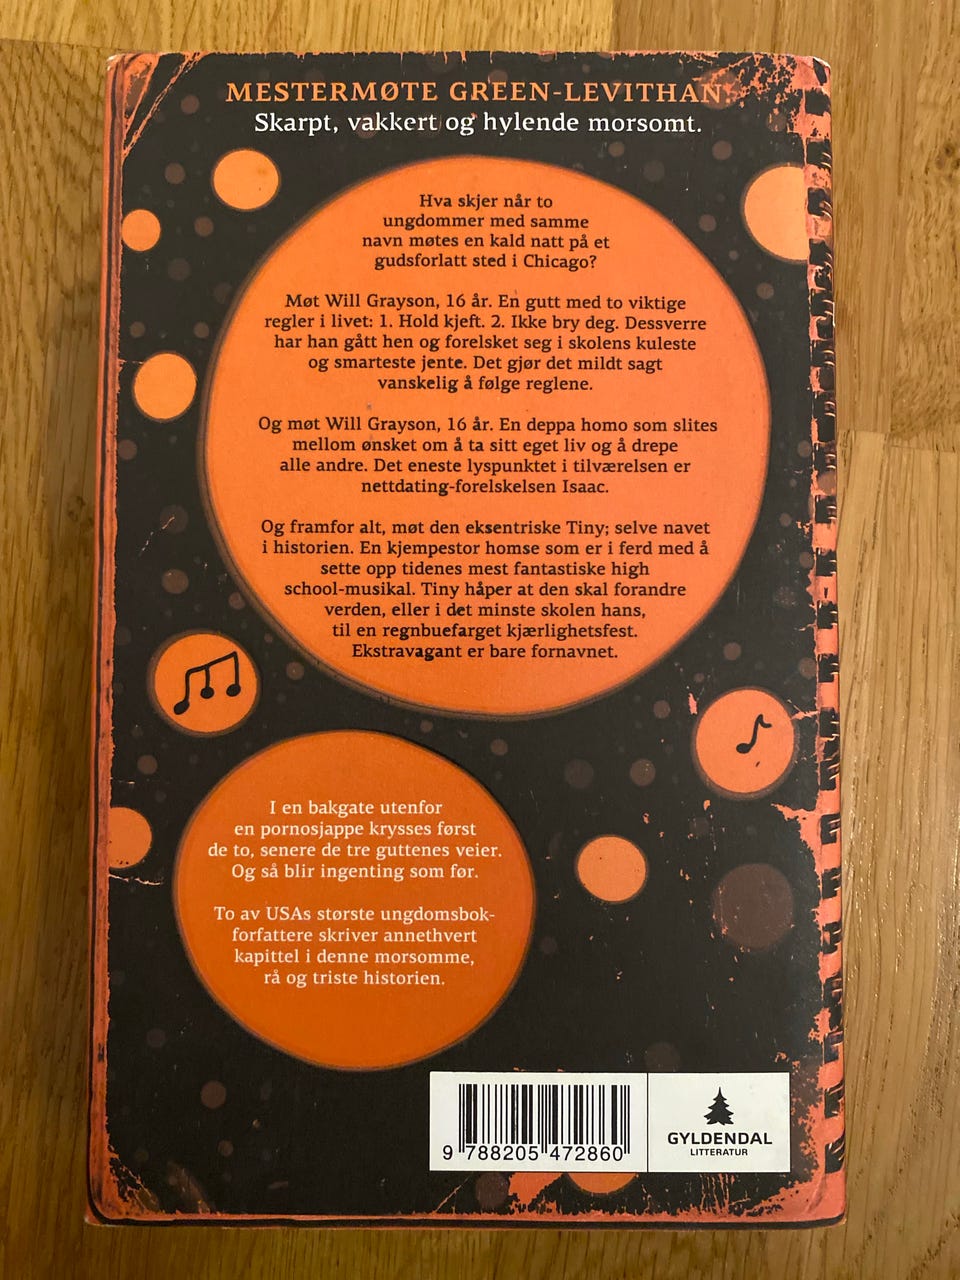 MESTERMØTE GREEN-LEVITHAN
Skarpt, vakkert og hylende morsomt.
Hva skjer når to
ungdommer med samme
navn møtes en kald natt på et
gudsforlatt sted i Chicago?
Møt Will Grayson, 16 år. En gutt med to viktige
regler i livet: 1. Hold kjeft. 2. Ikke bry deg. Dessverre
har han gått hen og forelsket seg i skolens kuleste
og smarteste jente. Det gjør det mildt sagt
vanskelig å følge reglene.
Og møt Will Grayson, 16 år. En deppa homo som slites
mellom ønsket om å ta sitt eget liv og å drepe
alle andre. Det eneste lyspunktet i tilværelsen er
nettdating-forelskelsen Isaac.
Og framfor alt, møt den eksentriske Tiny; selve navet
i historien. En kjempestor homse som er i ferd med å
sette opp tidenes mest fantastiske high
school-musikal. Tiny håper at den skal forandre
verden, eller i det minste skolen hans,
til en regnbuefarget kjærlighetsfest.
Ekstravagant er bare fornavnet.
I en bakgate utenfor
en pornosjappe krysses først
de to, senere de tre guttenes veier.
Og så blir ingenting som før.
To av USAs største ungdomsbok-
forfattere skriver annethvert
kapittel i denne morsomme,
rå og triste historien.
9 788205 472860
GYLDENDAL
LITTERATUR